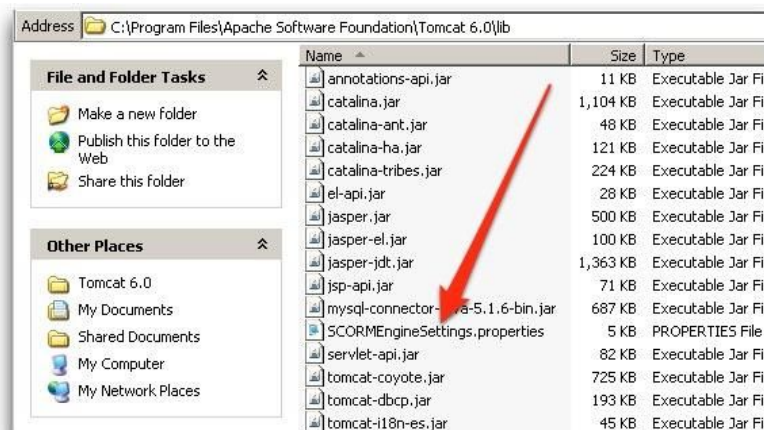 Address C:\Program Files\Apache Software Foundation\Tomcat 6.0\lib
File and Folder Tasks
Make a new folder
Publish this folder to the
Web
Share this folder
Other Places
Tomcat 6.0
My Documents
Shared Documents
My Computer
My Network Places
Name Size Type
annotations-api.jar 11 KB Executable Jar Fi
catalina.jar 1,104 KB Executable Jar Fi
catalina-ant.jar 48 KB Executable Jar Fi
catalina-ha.jar 121 KB Executable Jar Fi
catalina-tribes.jar 224 KB Executable Jar Fi
el-api.jar 28 KB Executable Jar Fi
jasper.jar 500 KB Executable Jar Fi
jasper-el.jar 100 KB Executable Jar Fi
jasper-jdt.jar 1,363 KB Executable Jar Fi
jsp-api.jar 71 KB Executable Jar Fi
mysql-connector- va-5.1.6-bin.jar 687 KB Executable Jar Fi
SCORMEngineSettings.properties 5 KB PROPERTIES File
servlet-api.jar 82 KB Executable Jar Fi
tomcat-coyote.jar 725 KB Executable Jar Fi
tomcat-dbcp.jar 193 KB Executable Jar Fi
tomcat-i18n-es.jar 45 KB Executable Jar Fi